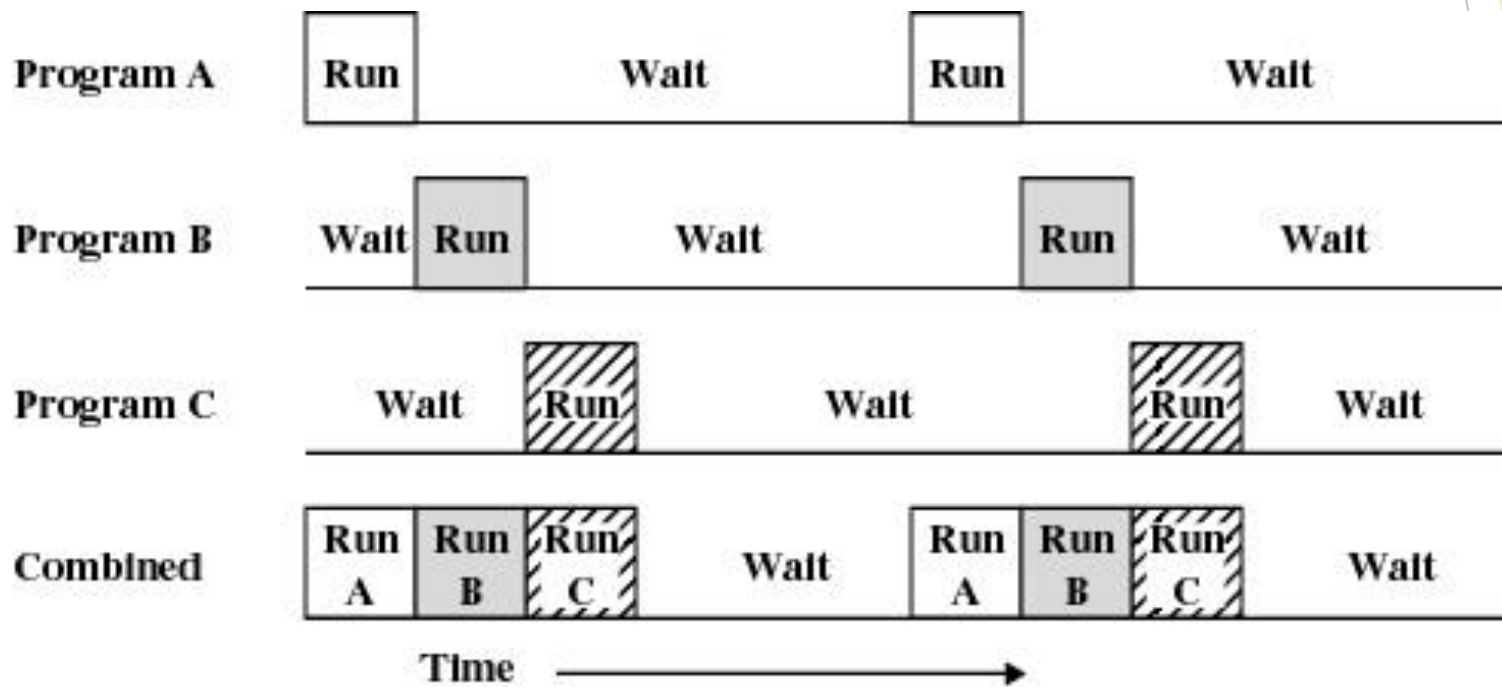 Program A Run Wait Run Wait
Program B Wait Run Wait Run Wait
Program C Wait Run Wait Run Wait
Run Run Run Run Run Run
Combined Wait Wait
A B C A B C
Time